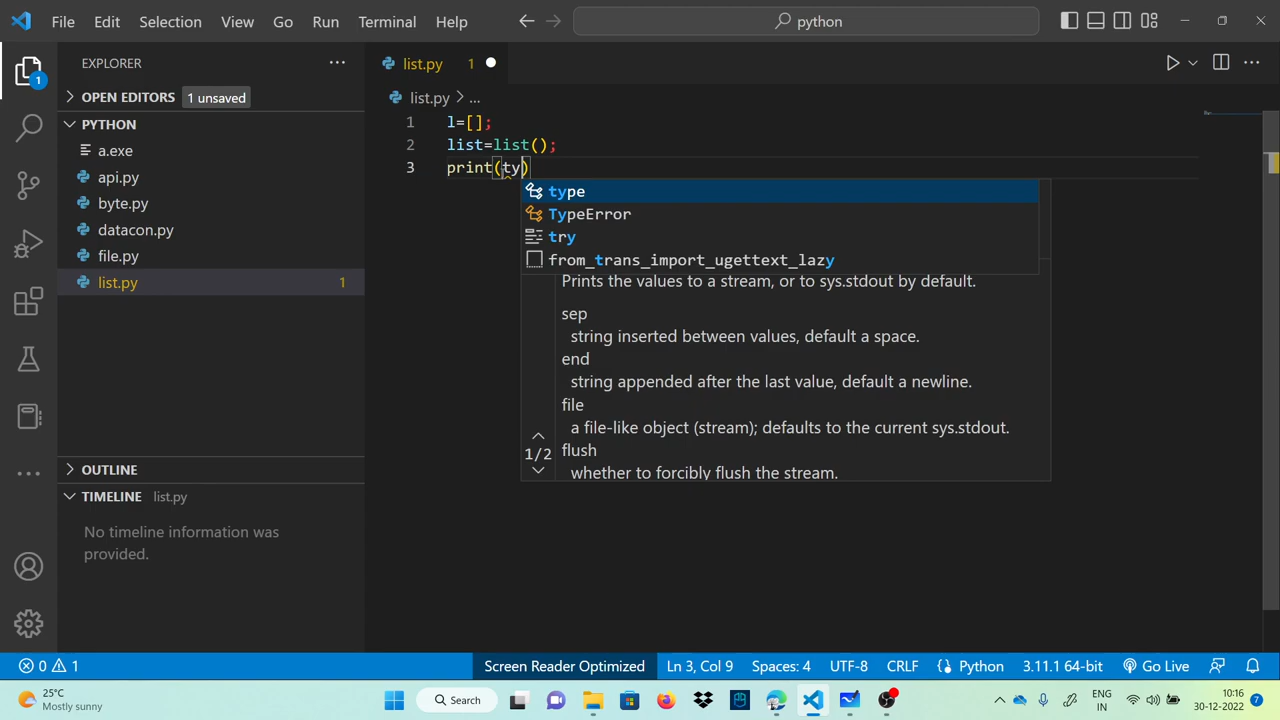 File Edit Selection View Go Run Terminal Help python
EXPLORER
OPEN EDITORS 1 unsaved
PYTHON
a.exe
api.py
byte.py
datacon.py
file.py
list.py 1
OUTLINE
TIMELINE list.py
No timeline information was
provided.
1
list.py 1
list.py > ...
1 l=[];
2 list=list();
3 print(ty)
type
TypeError
try
from_trans_import_ugettext_lazy
Prints the values to a stream, or to sys.stdout by default.
sep
string inserted between values, default a space.
end
string appended after the last value, default a newline.
file
a file-like object (stream); defaults to the current sys.stdout.
flush
whether to forcibly flush the stream.
1/2
0 1 Screen Reader Optimized Ln 3, Col 9 Spaces: 4 UTF-8 CRLF Python 3.11.1 64-bit Go Live
25°C
Mostly sunny
Search
ENG
IN
10:16
30-12-2022
7